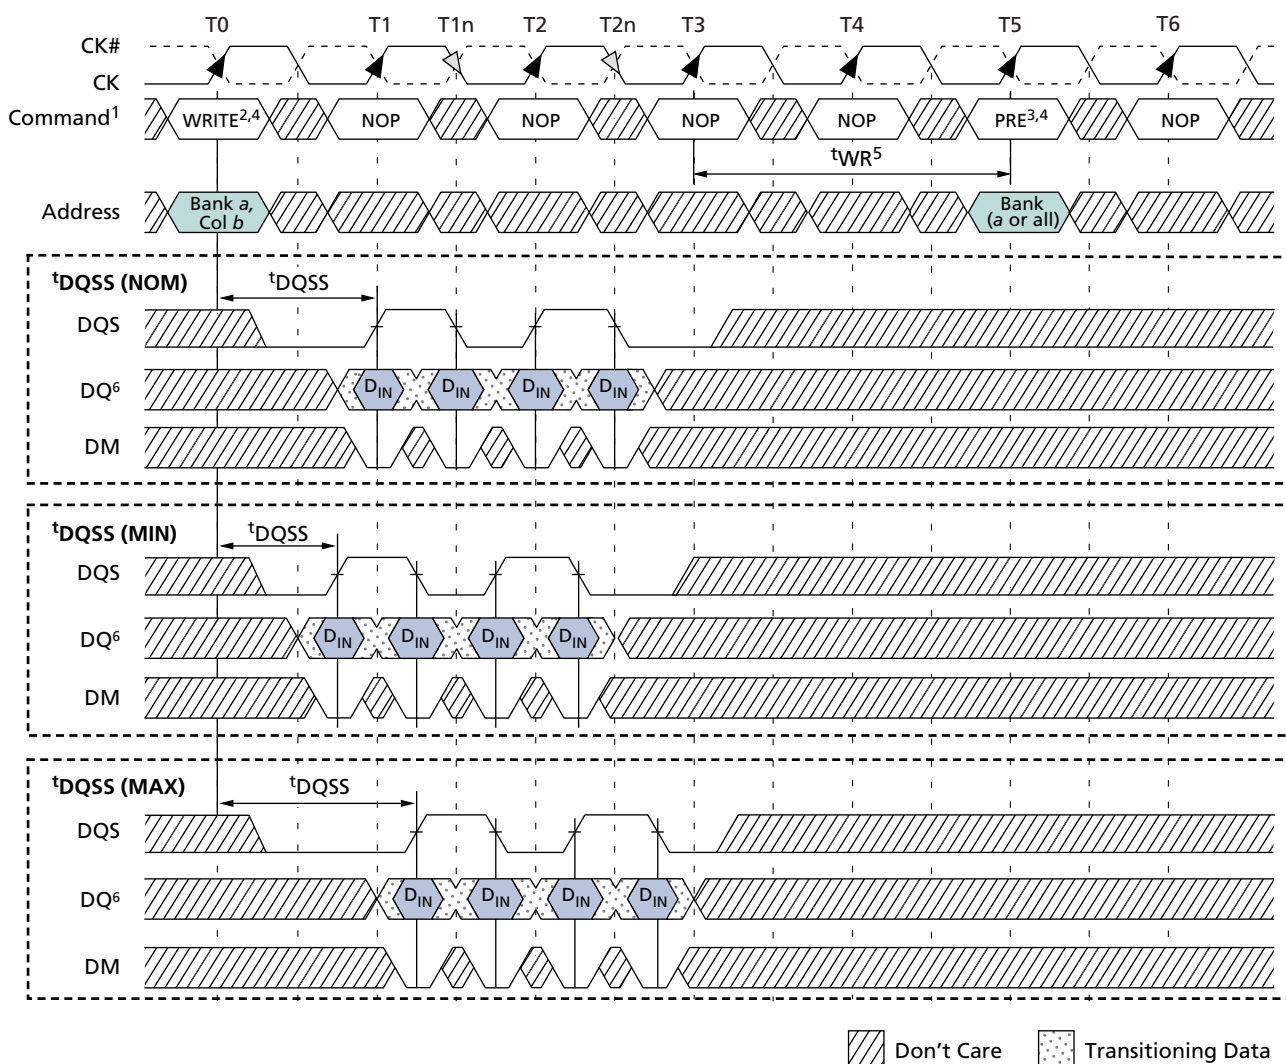 T0 T1 T1n T2 T2n T3 T4 T5 T6
CK#
CK
Command¹ WRITE²,⁴ NOP NOP NOP NOP PRE³,⁴ NOP
ᵗWR⁵
Address Bank a, Col b Bank (a or all)
ᵗDQSS (NOM) ᵗDQSS
DQS
DQ⁶ DIN DIN DIN DIN
DM
ᵗDQSS (MIN) ᵗDQSS
DQS
DQ⁶ DIN DIN DIN DIN
DM
ᵗDQSS (MAX) ᵗDQSS
DQS
DQ⁶ DIN DIN DIN DIN
DM
Don't Care Transitioning Data